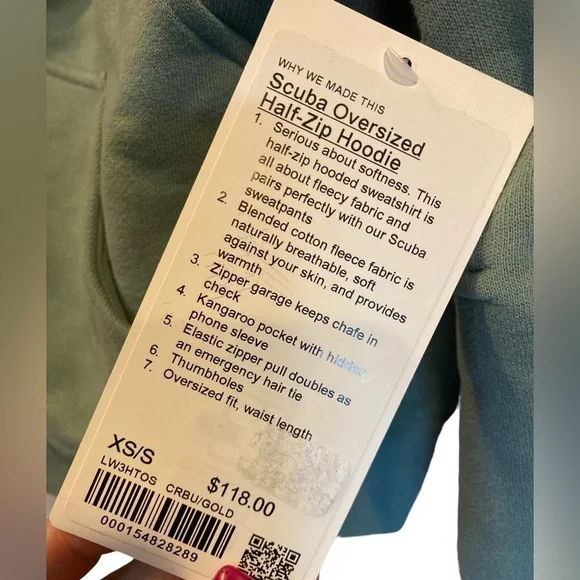 WHY WE MADE THIS
Scuba Oversized
Half-Zip Hoodie
1. Serious about softness. This
half-zip hooded sweatshirt is
all about fleecy fabric and
pairs perfectly with our Scuba
sweatpants
2. Blended cotton fleece fabric is
naturally breathable, soft
against your skin, and provides
warmth
3. Zipper garage keeps chafe in
check
4. Kangaroo pocket with hidden
phone sleeve
5. Elastic zipper pull doubles as
an emergency hair tie
6. Thumbholes
7. Oversized fit, waist length
XS/S
$118.00
LW3HTOS CRBU/GOLD
000154828289